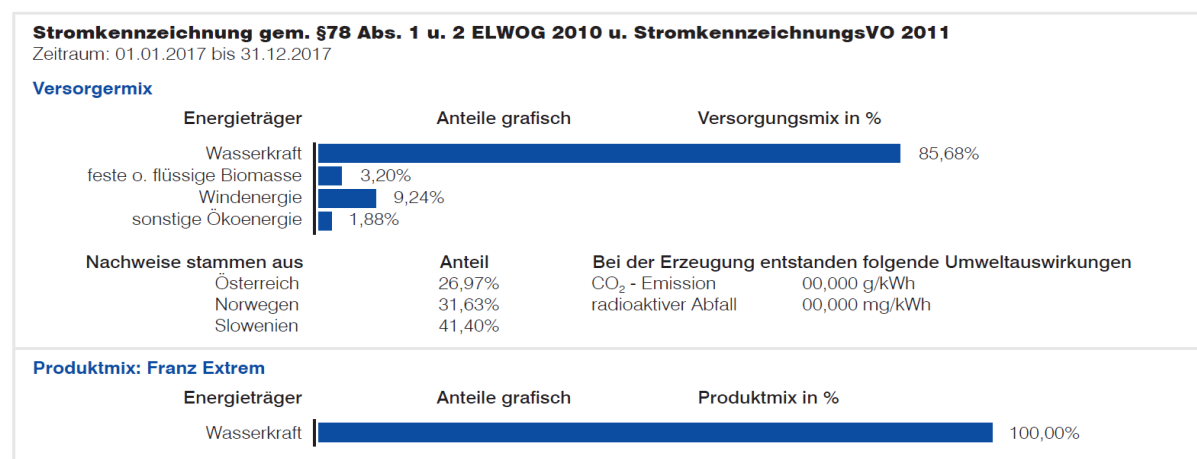 Stromkennzeichnung gem. §78 Abs. 1 u. 2 ELWOG 2010 u. StromkennzeichnungsVO 2011
Zeitraum: 01.01.2017 bis 31.12.2017
Versorgermix
Energieträger Anteile grafisch Versorgungsmix in %
Wasserkraft 85,68%
feste o. flüssige Biomasse 3,20%
Windenergie 9,24%
sonstige Ökoenergie 1,88%
Nachweise stammen aus Anteil Bei der Erzeugung entstanden folgende Umweltauswirkungen
Österreich 26,97% CO₂ - Emission 00,000 g/kWh
Norwegen 31,63% radioaktiver Abfall 00,000 mg/kWh
Slowenien 41,40%
Produktmix: Franz Extrem
Energieträger Anteile grafisch Produktmix in %
Wasserkraft 100,00%